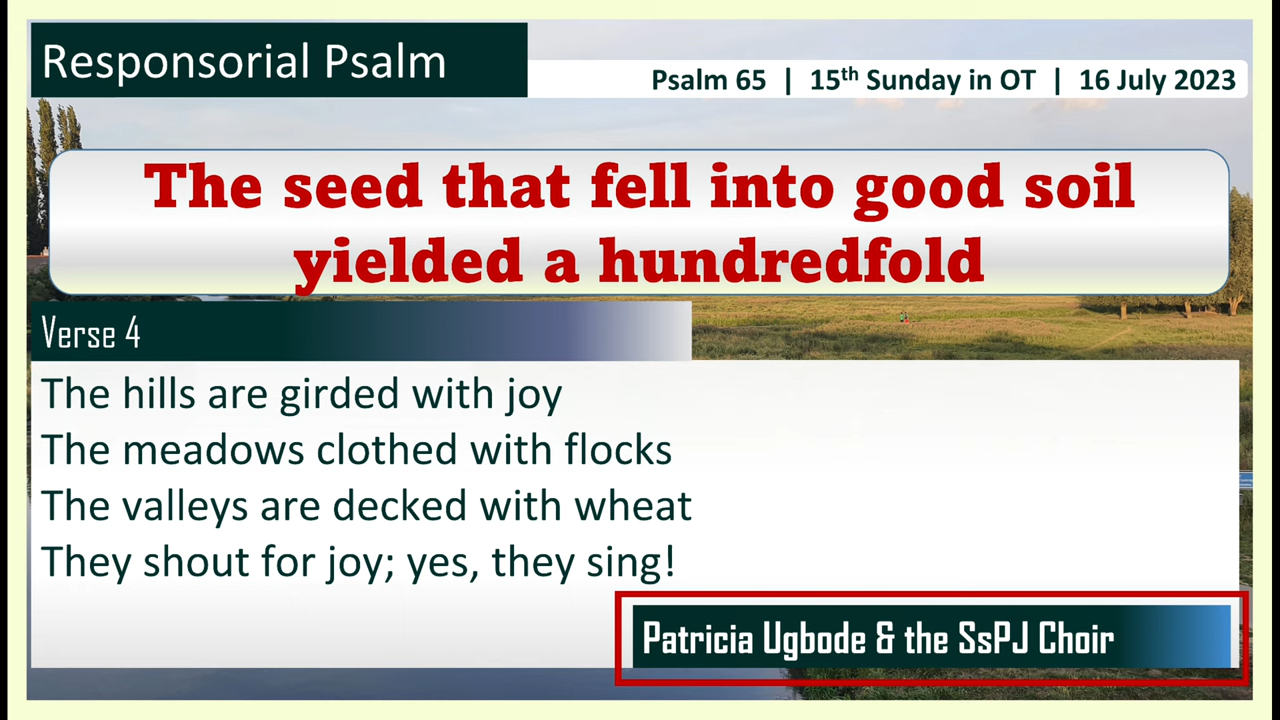 Responsorial Psalm
Psalm 65 | 15th Sunday in OT | 16 July 2023
The seed that fell into good soil
yielded a hundredfold
Verse 4
The hills are girded with joy
The meadows clothed with flocks
The valleys are decked with wheat
They shout for joy; yes, they sing!
Patricia Ugbode & the SsPJ Choir